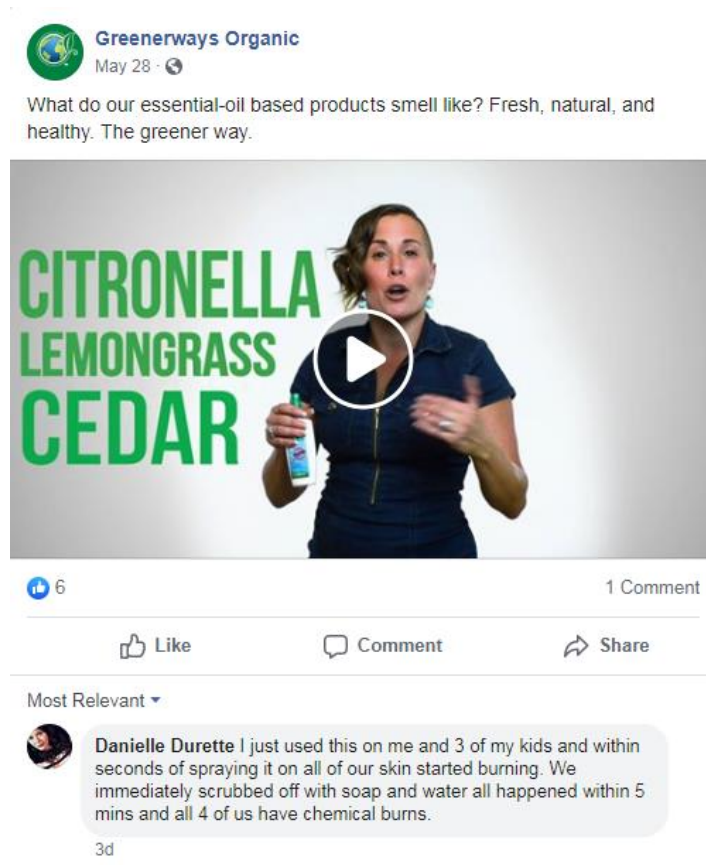 Greenerways Organic
May 28 ·
What do our essential-oil based products smell like? Fresh, natural, and
healthy. The greener way.
CITRONELLA
LEMONGRASS
CEDAR
6
1 Comment
Like
Comment
Share
Most Relevant
Danielle Durette I just used this on me and 3 of my kids and within
seconds of spraying it on all of our skin started burning. We
immediately scrubbed off with soap and water all happened within 5
mins and all 4 of us have chemical burns.
3d